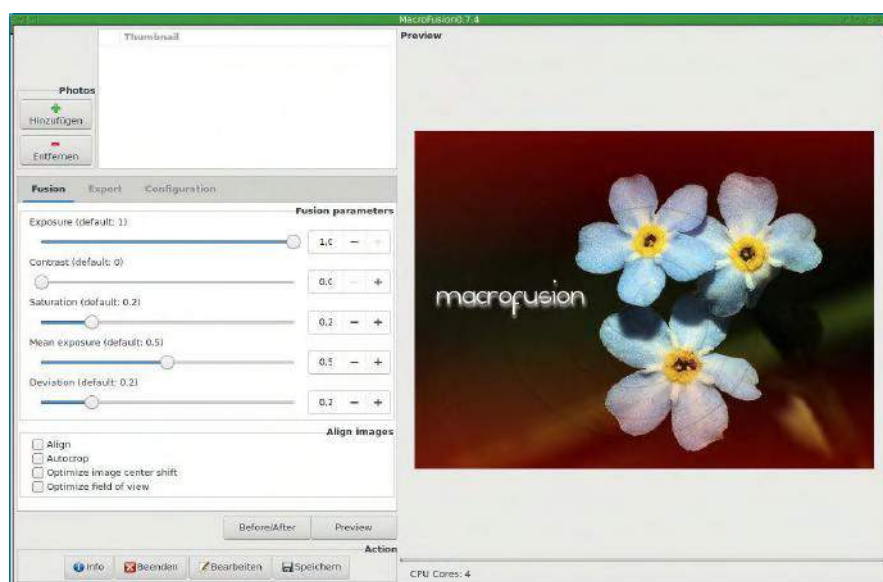 MacroFusion0.7.4
Thumbnail
Photos
Hinzufügen
Entfernen
Preview
macrofusion
Fusion Expert Configuration
Fusion parameters
Exposure (default: 1)
Contrast (default: 0)
0.0
Saturation (default: 0.2)
0.2
Mean exposure (default: 0.5)
0.5
Deviation (default: 0.2)
0.2
Align images
Align
Autocrop
Optimize image center shift
Optimize field of view
Before/After Preview
Action
Info Beenden Bearbeiten Speichern
CPU Cores: 4